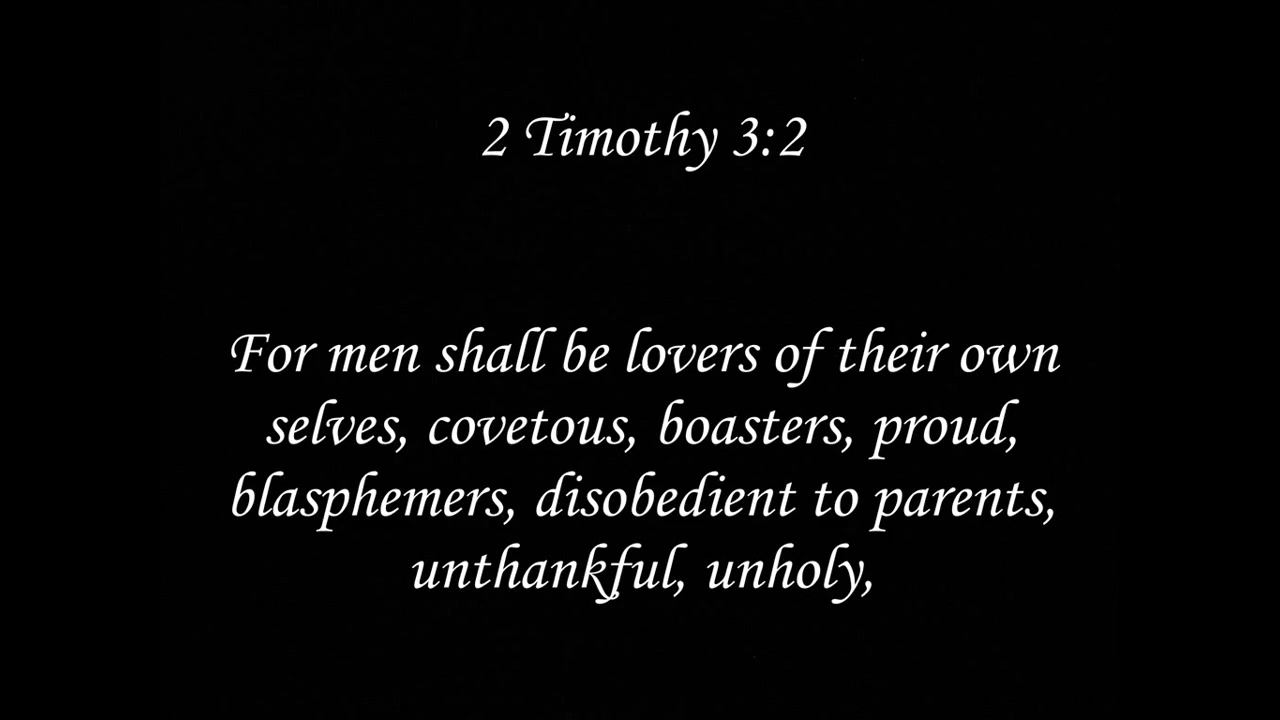 2 Timothy 3:2
For men shall be lovers of their own
selves, covetous, boasters, proud,
blasphemers, disobedient to parents,
unthankful, unholy,